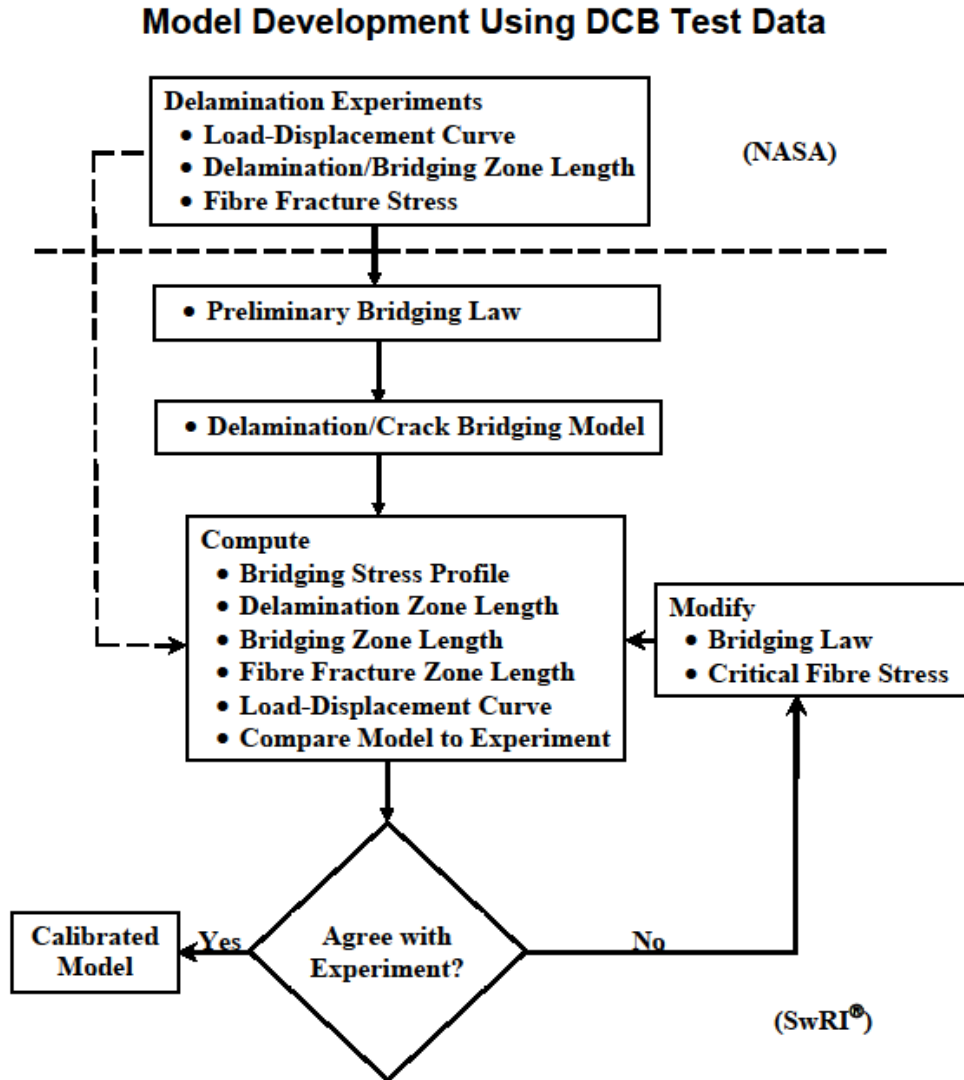 Model Development Using DCB Test Data
Delamination Experiments
• Load-Displacement Curve
• Delamination/Bridging Zone Length
• Fibre Fracture Stress
(NASA)
• Preliminary Bridging Law
• Delamination/Crack Bridging Model
Compute
• Bridging Stress Profile
• Delamination Zone Length
• Bridging Zone Length
• Fibre Fracture Zone Length
• Load-Displacement Curve
• Compare Model to Experiment
Modify
• Bridging Law
• Critical Fibre Stress
Calibrated
Model
Yes
Agree with
Experiment?
No
(SwRI®)